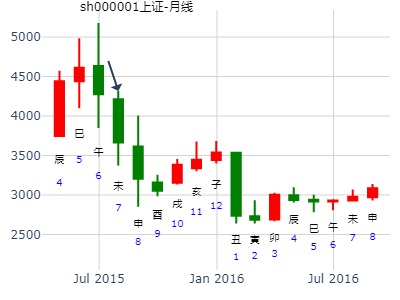 sh000001上证-月线
5000
4500
4000
3500
3000
2500
辰
4
巳
5
午
6
未
7
申
8
酉
9
戌
10
亥
11
子
12
丑
1
寅
2
卯
3
辰
4
巳
5
午
6
未
7
申
8
Jul 2015
Jan 2016
Jul 2016